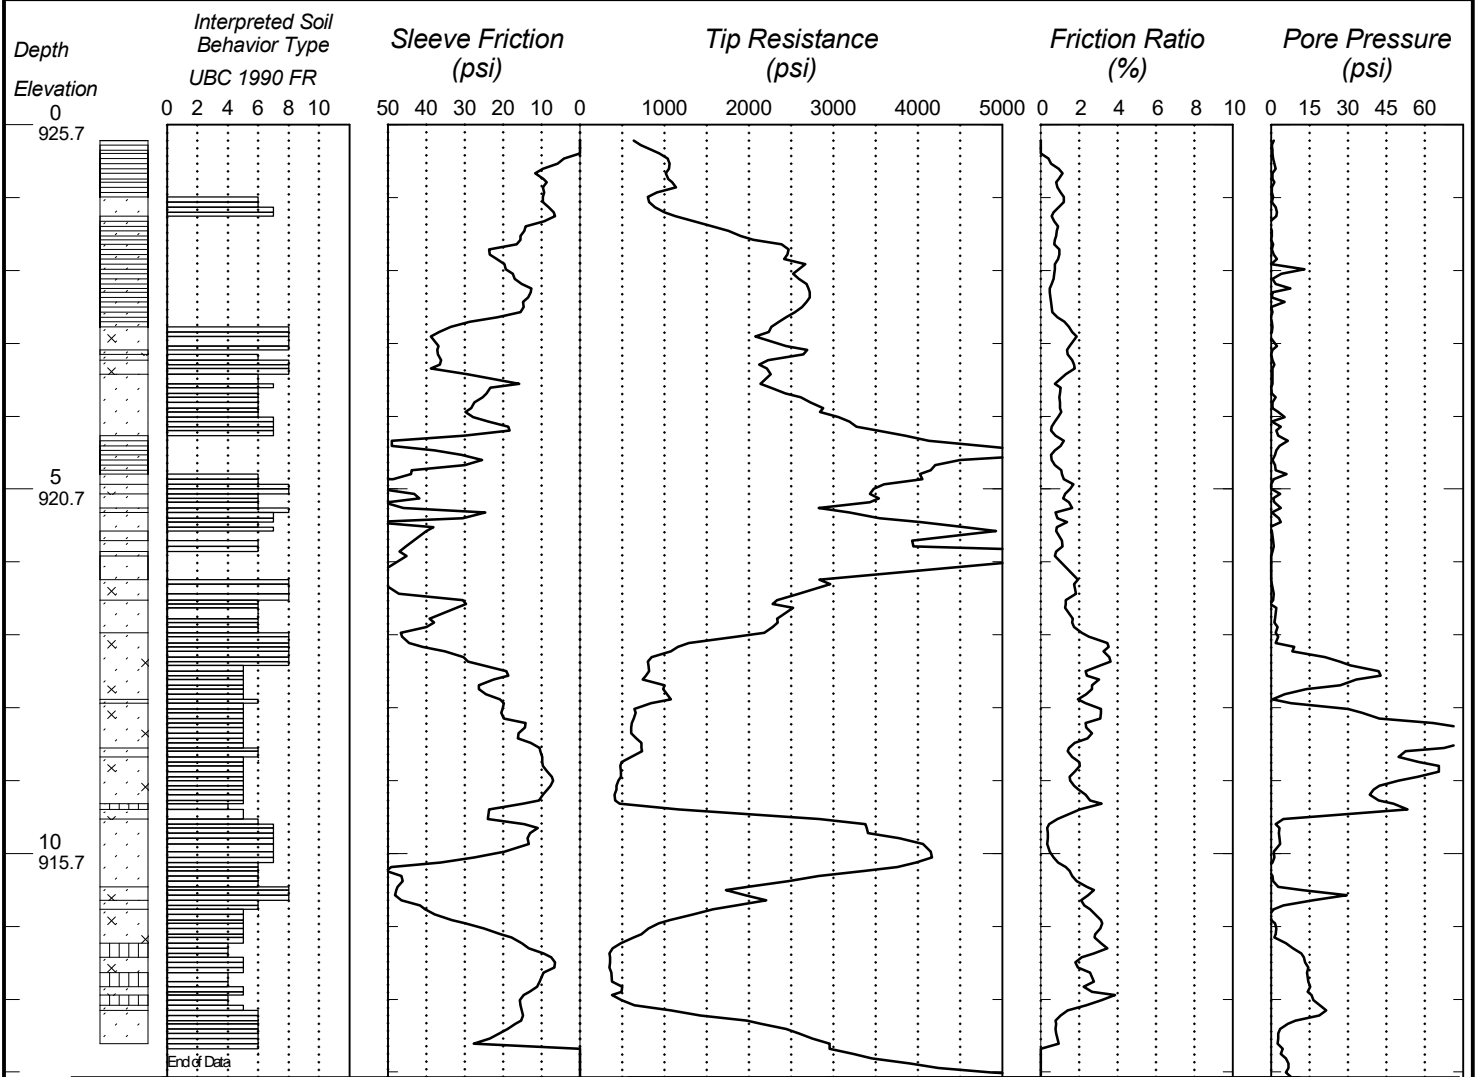 Depth
Elevation
Interpreted Soil
Behavior Type
UBC 1990 FR
Sleeve Friction
(psi)
Tip Resistance
(psi)
Friction Ratio
(%)
Pore Pressure
(psi)
0 2 4 6 8 10
50 40 30 20 10 0
1000 2000 3000 4000 5000
0 2 4 6 8 10
0 15 30 45 60
0
925.7
5
920.7
10
915.7
End of Data